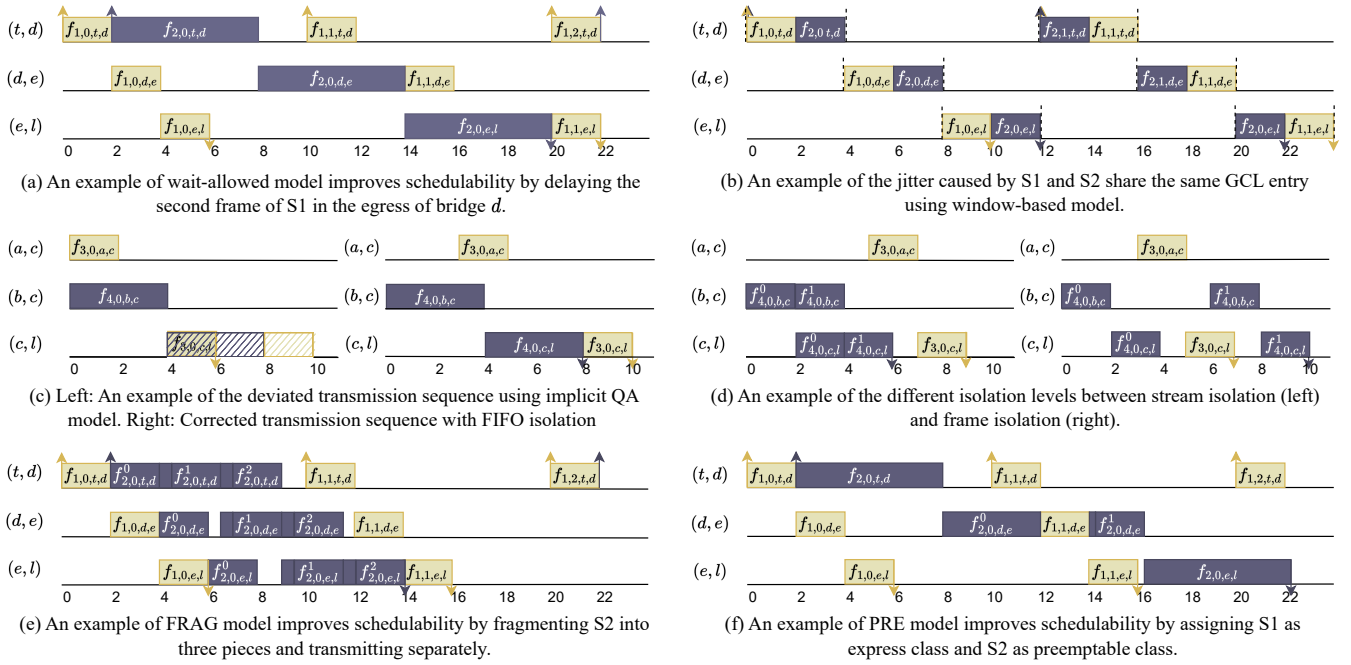 (t, d) f1,0,t,d f2,0,t,d f1,1,t,d f1,2,t,d
(d, e) f1,0,d,e f2,0,d,e f1,1,d,e
(e, l) f1,0,e,l f2,0,e,l f1,1,e,l
0 2 4 6 8 10 12 14 16 18 20 22
(a) An example of wait-allowed model improves schedulability by delaying the
second frame of S1 in the egress of bridge d.
(t, d) f1,0,t,d f2,0 t,d f2,1,t,d f1,1,t,d
(d, e) f1,0,d,e f2,0,d,e f2,1,d,e f1,1,d,e
(e, l) f1,0,e,l f2,0,e,l f2,0,e,l f1,1,e,l
0 2 4 6 8 10 12 14 16 18 20 22
(b) An example of the jitter caused by S1 and S2 share the same GCL entry
using window-based model.
(a, c) f3,0,a,c (a, c) f3,0,a,c
(b, c) f4,0,b,c (b, c) f4,0,b,c
(c, l) f3,0,c,l (c, l) f4,0,c,l f3,0,c,l
0 2 4 6 8 10 0 2 4 6 8 10
(c) Left: An example of the deviated transmission sequence using implicit QA
model. Right: Corrected transmission sequence with FIFO isolation
(a, c) f3,0,a,c (a, c) f3,0,a,c
(b, c) f⁰4,0,b,c f¹4,0,b,c (b, c) f⁰4,0,b,c f¹4,0,b,c
(c, l) f⁰4,0,c,l f¹4,0,c,l f3,0,c,l (c, l) f⁰4,0,c,l f3,0,c,l f¹4,0,c,l
0 2 4 6 8 10 0 2 4 6 8 10
(d) An example of the different isolation levels between stream isolation (left)
and frame isolation (right).
(t, d) f1,0,t,d f⁰2,0,t,d f¹2,0,t,d f²2,0,t,d f1,1,t,d f1,2,t,d
(d, e) f1,0,d,e f⁰2,0,d,e f¹2,0,d,e f²2,0,d,e f1,1,d,e
(e, l) f1,0,e,l f⁰2,0,e,l f¹2,0,e,l f²2,0,e,l f1,1,e,l
0 2 4 6 8 10 12 14 16 18 20 22
(e) An example of FRAG model improves schedulability by fragmenting S2 into
three pieces and transmitting separately.
(t, d) f1,0,t,d f2,0,t,d f1,1,t,d f1,2,t,d
(d, e) f1,0,d,e f⁰2,0,d,e f1,1,d,e f¹2,0,d,e
(e, l) f1,0,e,l f1,1,e,l f2,0,e,l
0 2 4 6 8 10 12 14 16 18 20 22
(f) An example of PRE model improves schedulability by assigning S1 as
express class and S2 as preemptable class.